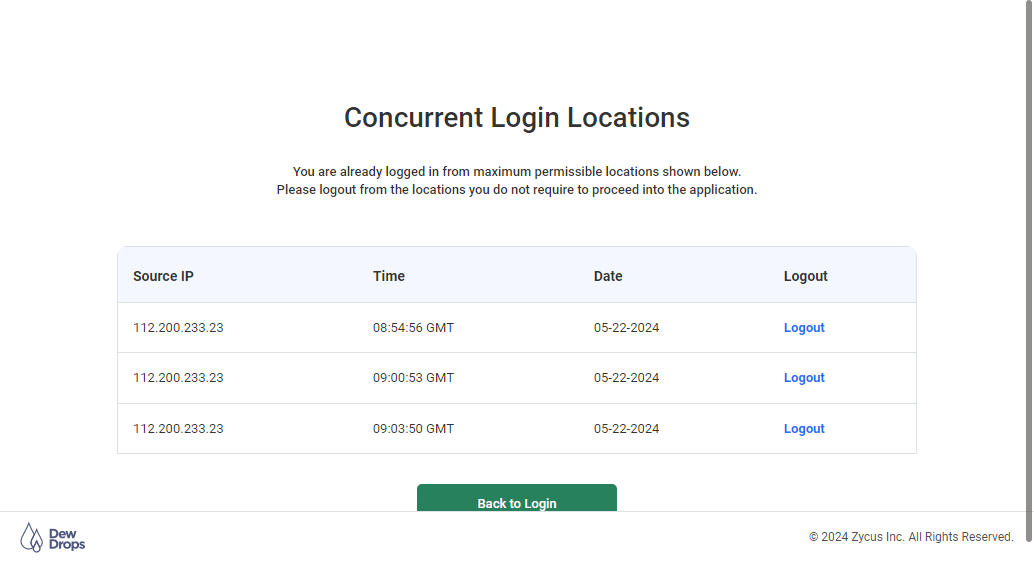 Concurrent Login Locations
You are already logged in from maximum permissible locations shown below.
Please logout from the locations you do not require to proceed into the application.
Source IP Time Date Logout
112.200.233.23 08:54:56 GMT 05-22-2024 Logout
112.200.233.23 09:00:53 GMT 05-22-2024 Logout
112.200.233.23 09:03:50 GMT 05-22-2024 Logout
Back to Login
Dew
Drops
© 2024 Zycus Inc. All Rights Reserved.